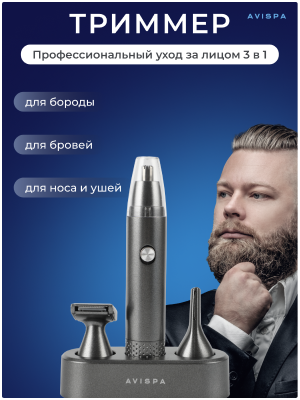 ТРИММЕР
AVISPA
Профессиональный уход за лицом 3 в 1
для бороды
для бровей
для носа и ушей
AVISPA